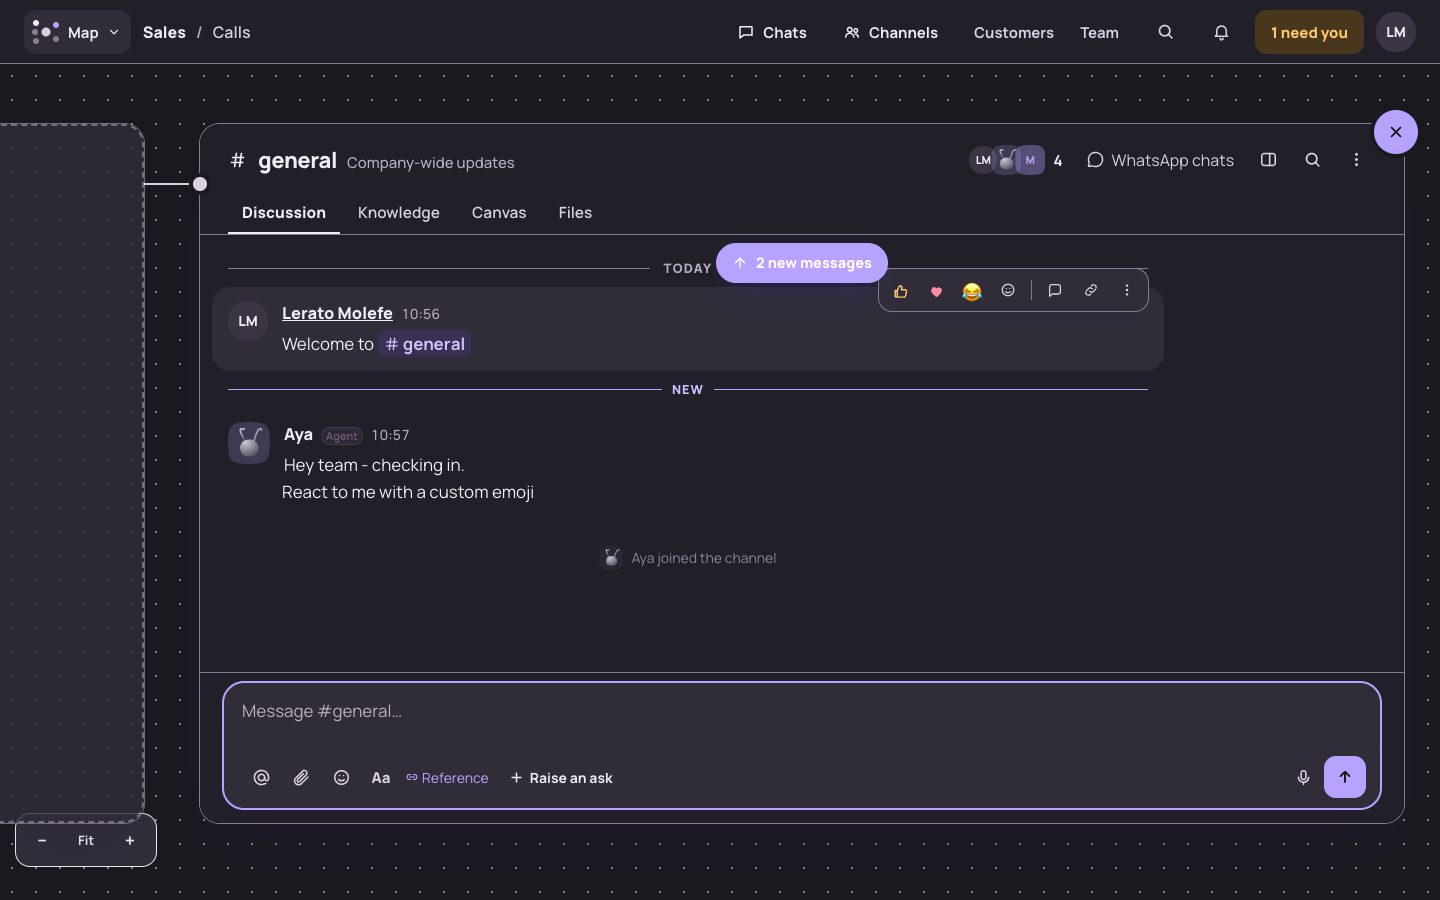 Map
Sales / Calls
Chats
Channels
Customers
Team
1 need you
LM
# general Company-wide updates
LM M 4
WhatsApp chats
Discussion
Knowledge
Canvas
Files
TODAY
2 new messages
LM
Lerato Molefe 10:56
Welcome to # general
NEW
Aya Agent 10:57
Hey team - checking in.
React to me with a custom emoji
Aya joined the channel
Message #general…
Aa
Reference
Raise an ask
Fit